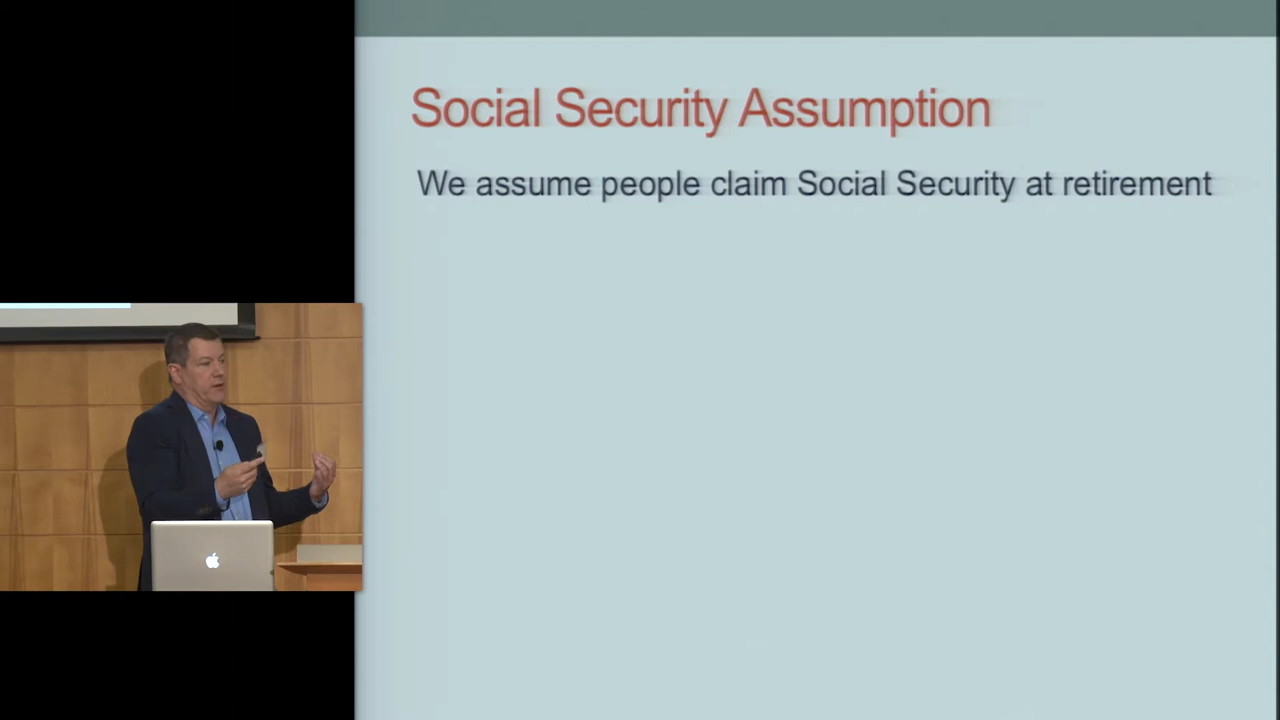 Social Security Assumption
We assume people claim Social Security at retirement